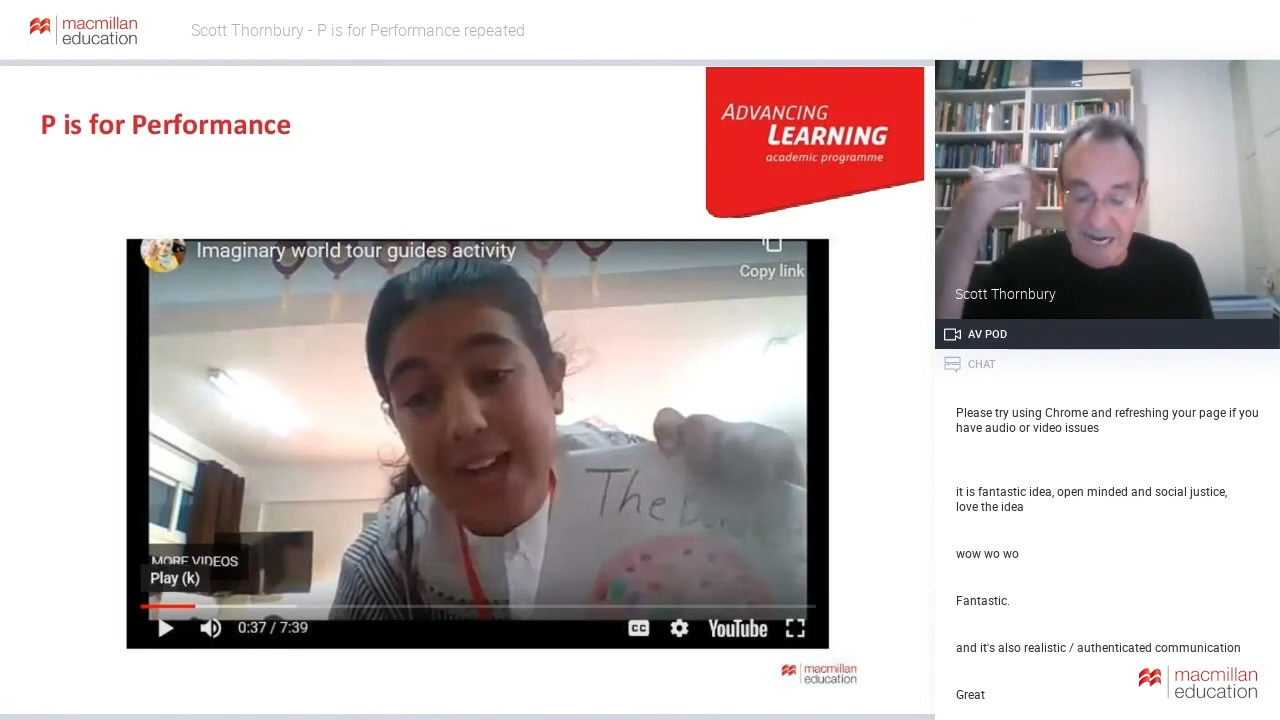 macmillan
education
Scott Thornbury - P is for Performance repeated
P is for Performance
ADVANCING
LEARNING
academic programme
Imaginary world tour guides activity
Copy link
The
MORE VIDEOS
Play (k)
0:37 / 7:39
CC
YouTube
macmillan
education
Scott Thornbury
AV POD
CHAT
Please try using Chrome and refreshing your page if you
have audio or video issues
it is fantastic idea, open minded and social justice,
love the idea
wow wo wo
Fantastic.
and it's also realistic / authenticated communication
Great
macmillan
education